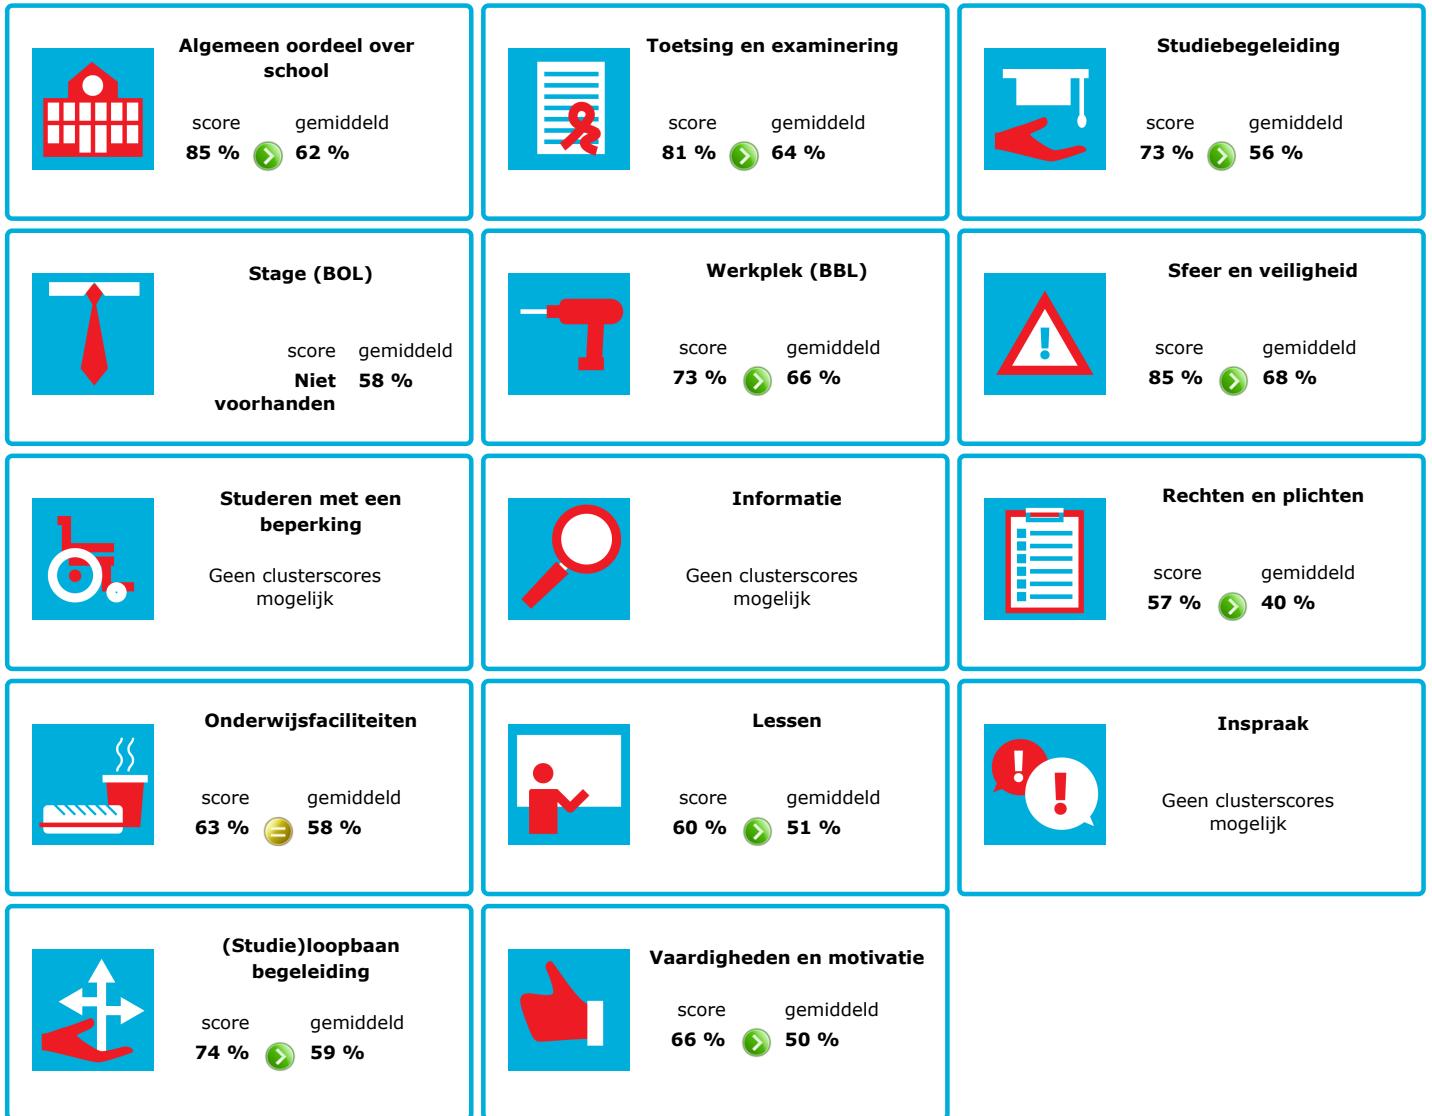 Algemeen oordeel over
school
score gemiddeld
85 % 62 %
Toetsing en examinering
score gemiddeld
81 % 64 %
Studiebegeleiding
score gemiddeld
73 % 56 %
Stage (BOL)
score gemiddeld
Niet 58 %
voorhanden
Werkplek (BBL)
score gemiddeld
73 % 66 %
Sfeer en veiligheid
score gemiddeld
85 % 68 %
Studeren met een
beperking
Geen clusterscores
mogelijk
Informatie
Geen clusterscores
mogelijk
Rechten en plichten
score gemiddeld
57 % 40 %
Onderwijsfaciliteiten
score gemiddeld
63 % = 58 %
Lessen
score gemiddeld
60 % 51 %
Inspraak
Geen clusterscores
mogelijk
(Studie)loopbaan
begeleiding
score gemiddeld
74 % 59 %
Vaardigheden en motivatie
score gemiddeld
66 % 50 %